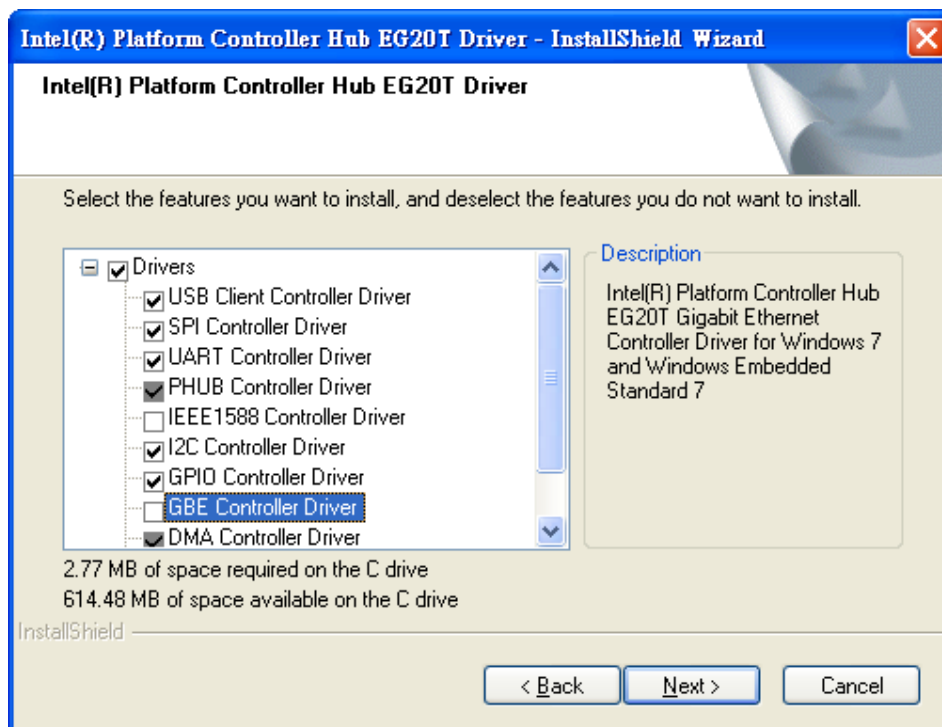 Intel(R) Platform Controller Hub EG20T Driver - InstallShield Wizard
Intel(R) Platform Controller Hub EG20T Driver
Select the features you want to install, and deselect the features you do not want to install.
Drivers
USB Client Controller Driver
SPI Controller Driver
UART Controller Driver
PHUB Controller Driver
IEEE1588 Controller Driver
I2C Controller Driver
GPIO Controller Driver
GBE Controller Driver
DMA Controller Driver
Description
Intel(R) Platform Controller Hub
EG20T Gigabit Ethernet
Controller Driver for Windows 7
and Windows Embedded
Standard 7
2.77 MB of space required on the C drive
614.48 MB of space available on the C drive
InstallShield
< Back
Next >
Cancel